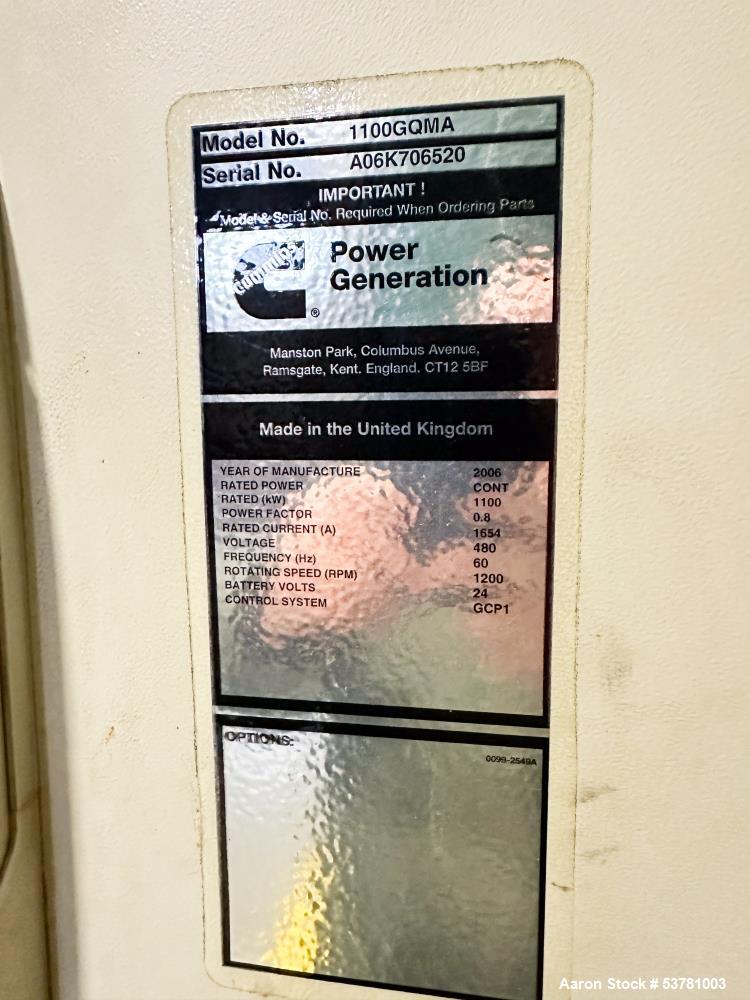 Model No. 1100GQMA
Serial No. A06K706520
IMPORTANT !
Model & Serial No. Required When Ordering Parts
Cummins
Power
Generation
®
Manston Park, Columbus Avenue,
Ramsgate, Kent. England. CT12 5BF
Made in the United Kingdom
YEAR OF MANUFACTURE 2006
RATED POWER CONT
RATED (kW) 1100
POWER FACTOR 0.8
RATED CURRENT (A) 1654
VOLTAGE 480
FREQUENCY (Hz) 60
ROTATING SPEED (RPM) 1200
BATTERY VOLTS 24
CONTROL SYSTEM GCP1
OPTIONS:
0099-2549A
Aaron Stock # 53781003